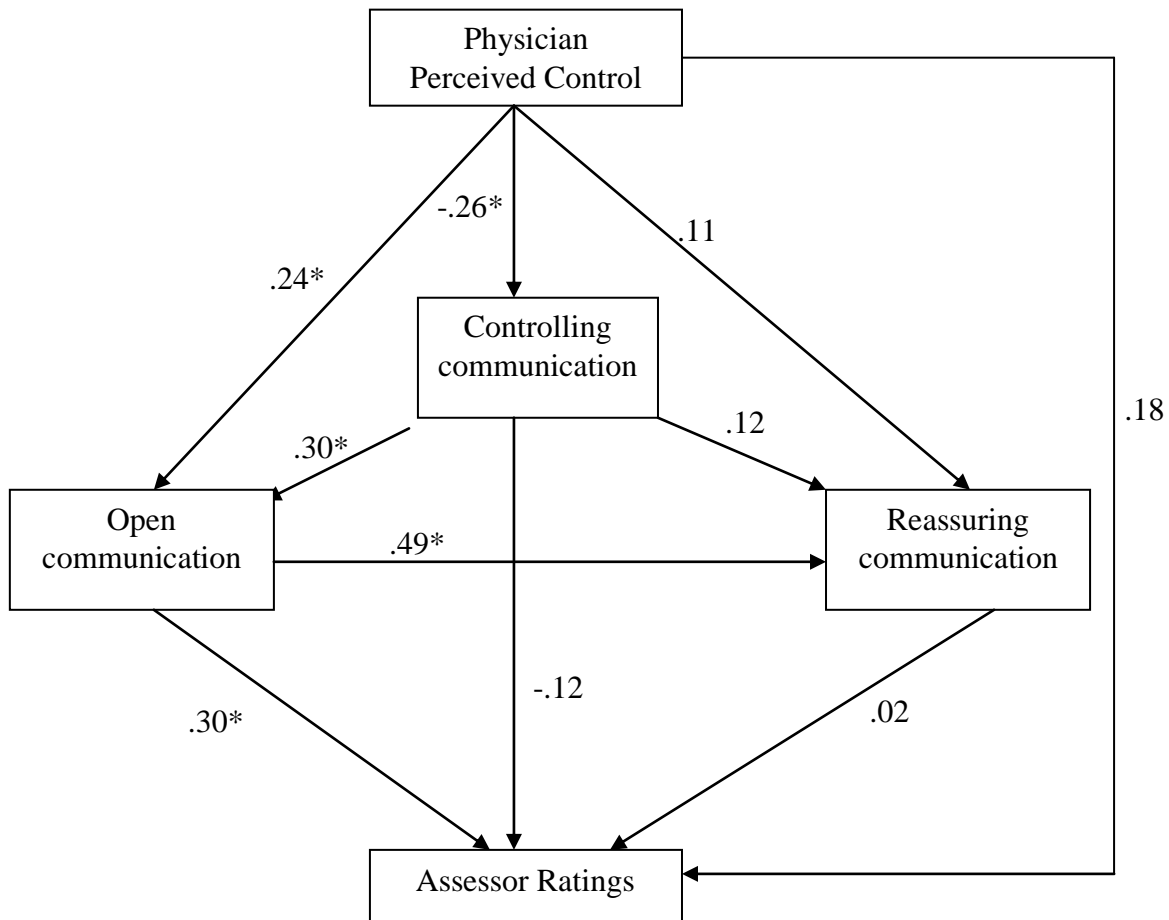 Physician
Perceived Control
-.26*
.11
.24*
Controlling
communication
.18
.30*
.12
Open
communication
.49*
Reassuring
communication
.30*
-.12
.02
Assessor Ratings